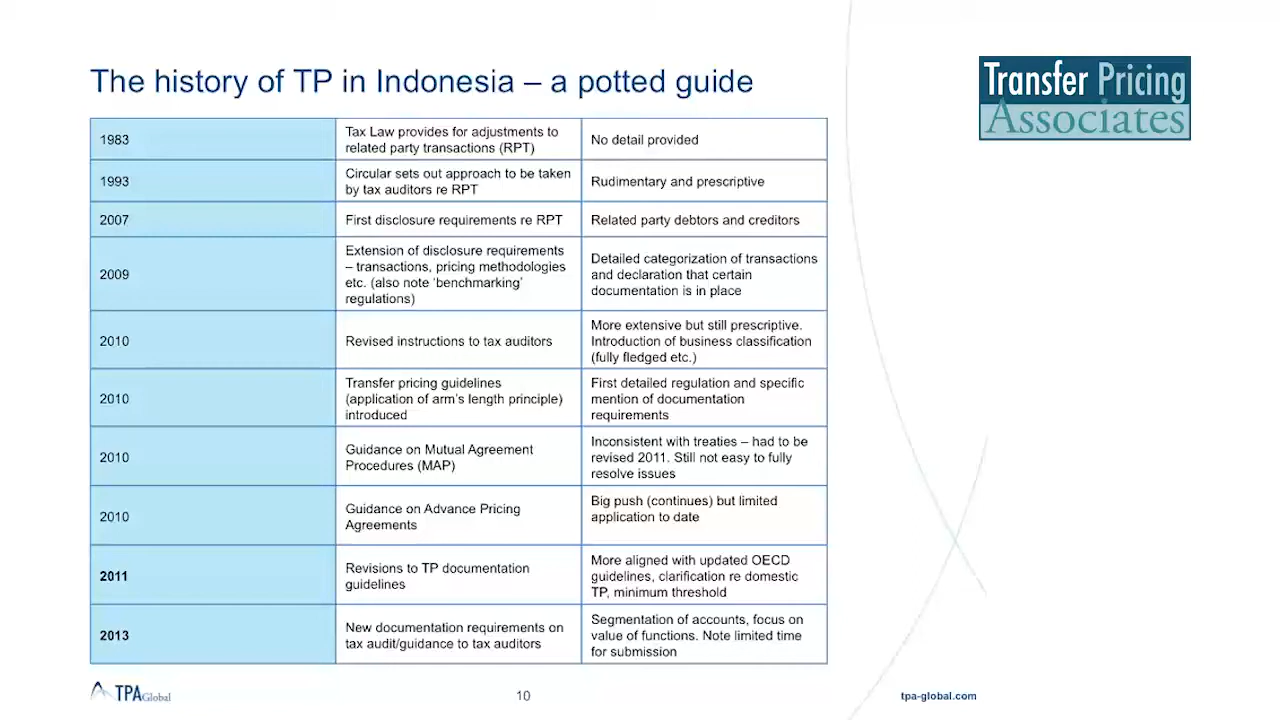 The history of TP in Indonesia – a potted guide
Transfer Pricing
Associates
1983
Tax Law provides for adjustments to
related party transactions (RPT)
No detail provided
1993
Circular sets out approach to be taken
by tax auditors re RPT
Rudimentary and prescriptive
2007
First disclosure requirements re RPT
Related party debtors and creditors
2009
Extension of disclosure requirements
– transactions, pricing methodologies
etc. (also note ‘benchmarking’
regulations)
Detailed categorization of transactions
and declaration that certain
documentation is in place
2010
Revised instructions to tax auditors
More extensive but still prescriptive.
Introduction of business classification
(fully fledged etc.)
2010
Transfer pricing guidelines
(application of arm’s length principle)
introduced
First detailed regulation and specific
mention of documentation
requirements
2010
Guidance on Mutual Agreement
Procedures (MAP)
Inconsistent with treaties – had to be
revised 2011. Still not easy to fully
resolve issues
2010
Guidance on Advance Pricing
Agreements
Big push (continues) but limited
application to date
2011
Revisions to TP documentation
guidelines
More aligned with updated OECD
guidelines, clarification re domestic
TP, minimum threshold
2013
New documentation requirements on
tax audit/guidance to tax auditors
Segmentation of accounts, focus on
value of functions. Note limited time
for submission
TPA Global
10
tpa-global.com